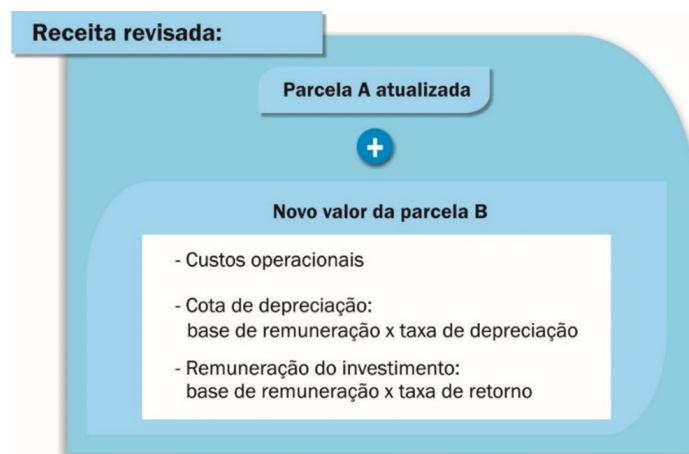 Receita revisada:
Parcela A atualizada
+
Novo valor da parcela B
- Custos operacionais
- Cota de depreciação:
base de remuneração x taxa de depreciação
- Remuneração do investimento:
base de remuneração x taxa de retorno